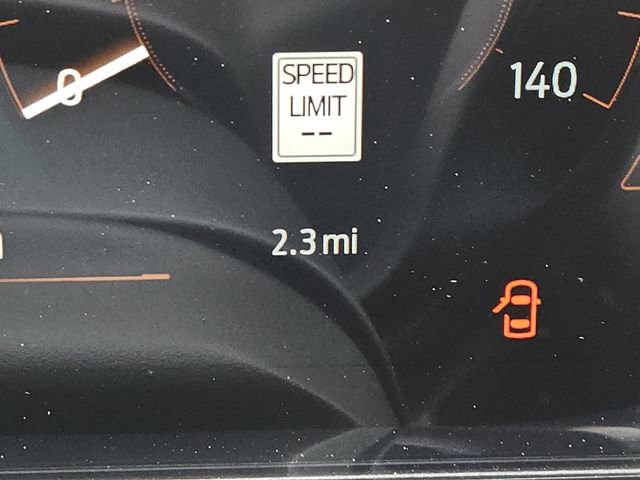 0
SPEED
LIMIT
--
140
2.3 mi